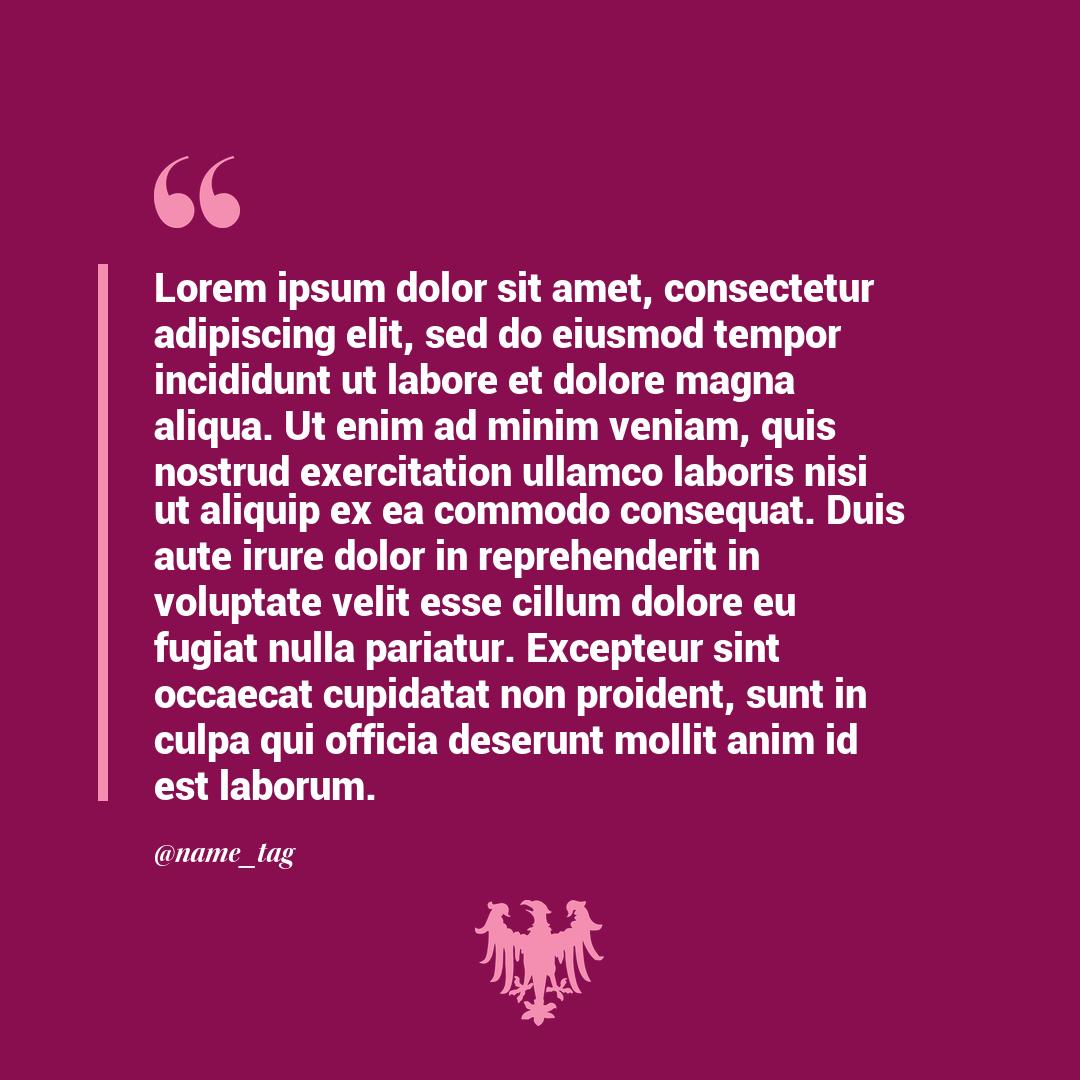 “
Lorem ipsum dolor sit amet, consectetur
adipiscing elit, sed do eiusmod tempor
incididunt ut labore et dolore magna
aliqua. Ut enim ad minim veniam, quis
nostrud exercitation ullamco laboris nisi
ut aliquip ex ea commodo consequat. Duis
aute irure dolor in reprehenderit in
voluptate velit esse cillum dolore eu
fugiat nulla pariatur. Excepteur sint
occaecat cupidatat non proident, sunt in
culpa qui officia deserunt mollit anim id
est laborum.
@name_tag